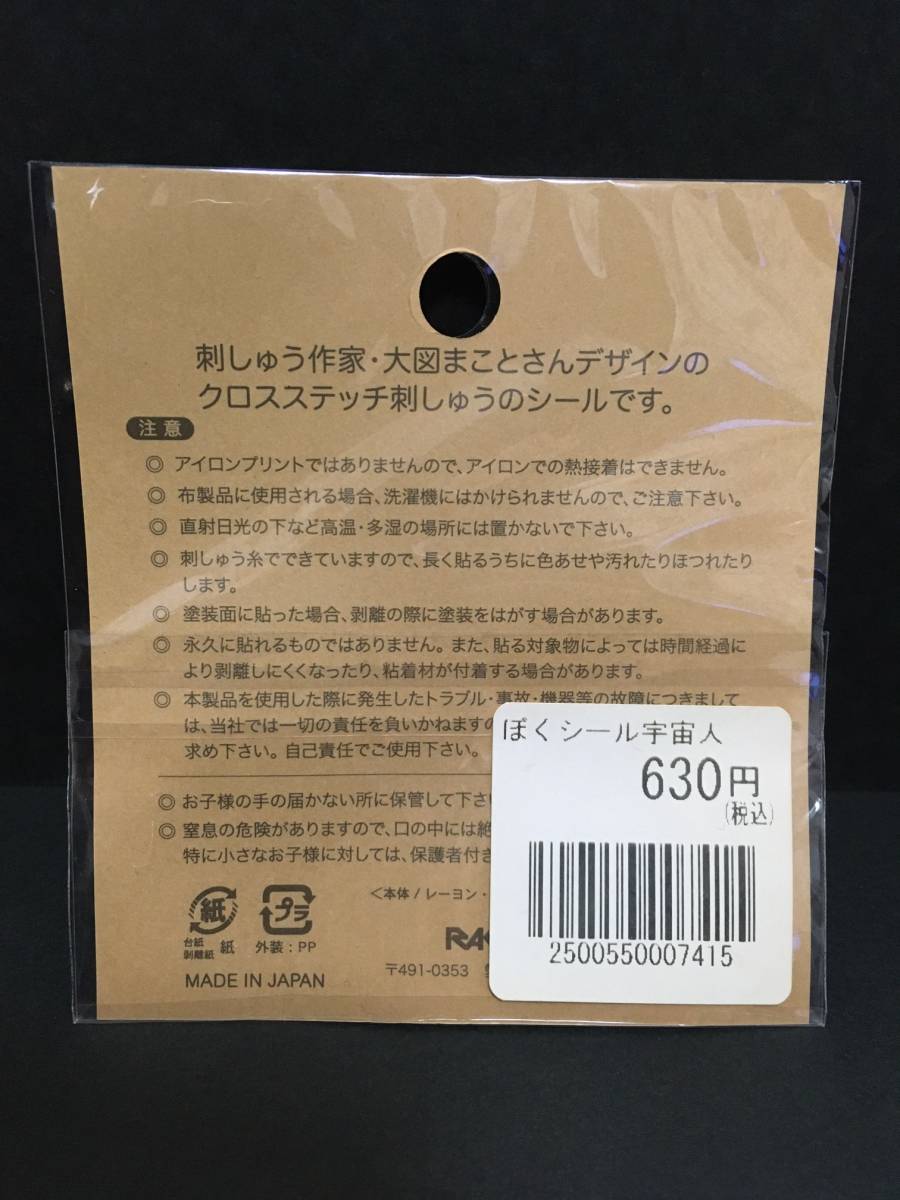 刺しゅう作家・大図まことさんデザインの
クロスステッチ刺しゅうのシールです。
注意
◎ アイロンプリントではありませんので、アイロンでの熱接着はできません。
◎ 布製品に使用される場合、洗濯機にはかけられませんので、ご注意下さい。
◎ 直射日光の下など高温・多湿の場所には置かないで下さい。
◎ 刺しゅう糸でできていますので、長く貼るうちに色あせや汚れたりほつれたり
します。
◎ 塗装面に貼った場合、剥離の際に塗装をはがす場合があります。
◎ 永久に貼れるものではありません。また、貼る対象物によっては時間経過に
より剥離しにくくなったり、粘着材が付着する場合があります。
◎ 本製品を使用した際に発生したトラブル・事故・機器等の故障につきまして
は、当社では一切の責任を負いかねますの
求め下さい。自己責任でご使用下さい。
◎ お子様の手の届かない所に保管して下さい
◎ 窒息の危険がありますので、口の中には絶
特に小さなお子様に対しては、保護者付き
紙
プラ
台紙
剥離紙 紙
外装：PP
MADE IN JAPAN
<本体/レーヨン・
〒491-0353
ぼくシール宇宙人
630円
(税込)
2500550007415